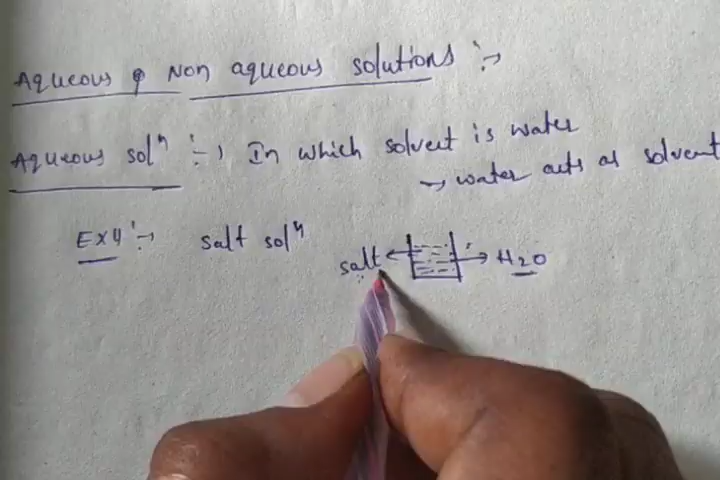 Aqueous & Non aqueous solutions :-
Aqueous solⁿ :-) In which solvent is water
→ water acts as solvent
Ex4 :- salt solⁿ
salt ← → H2O